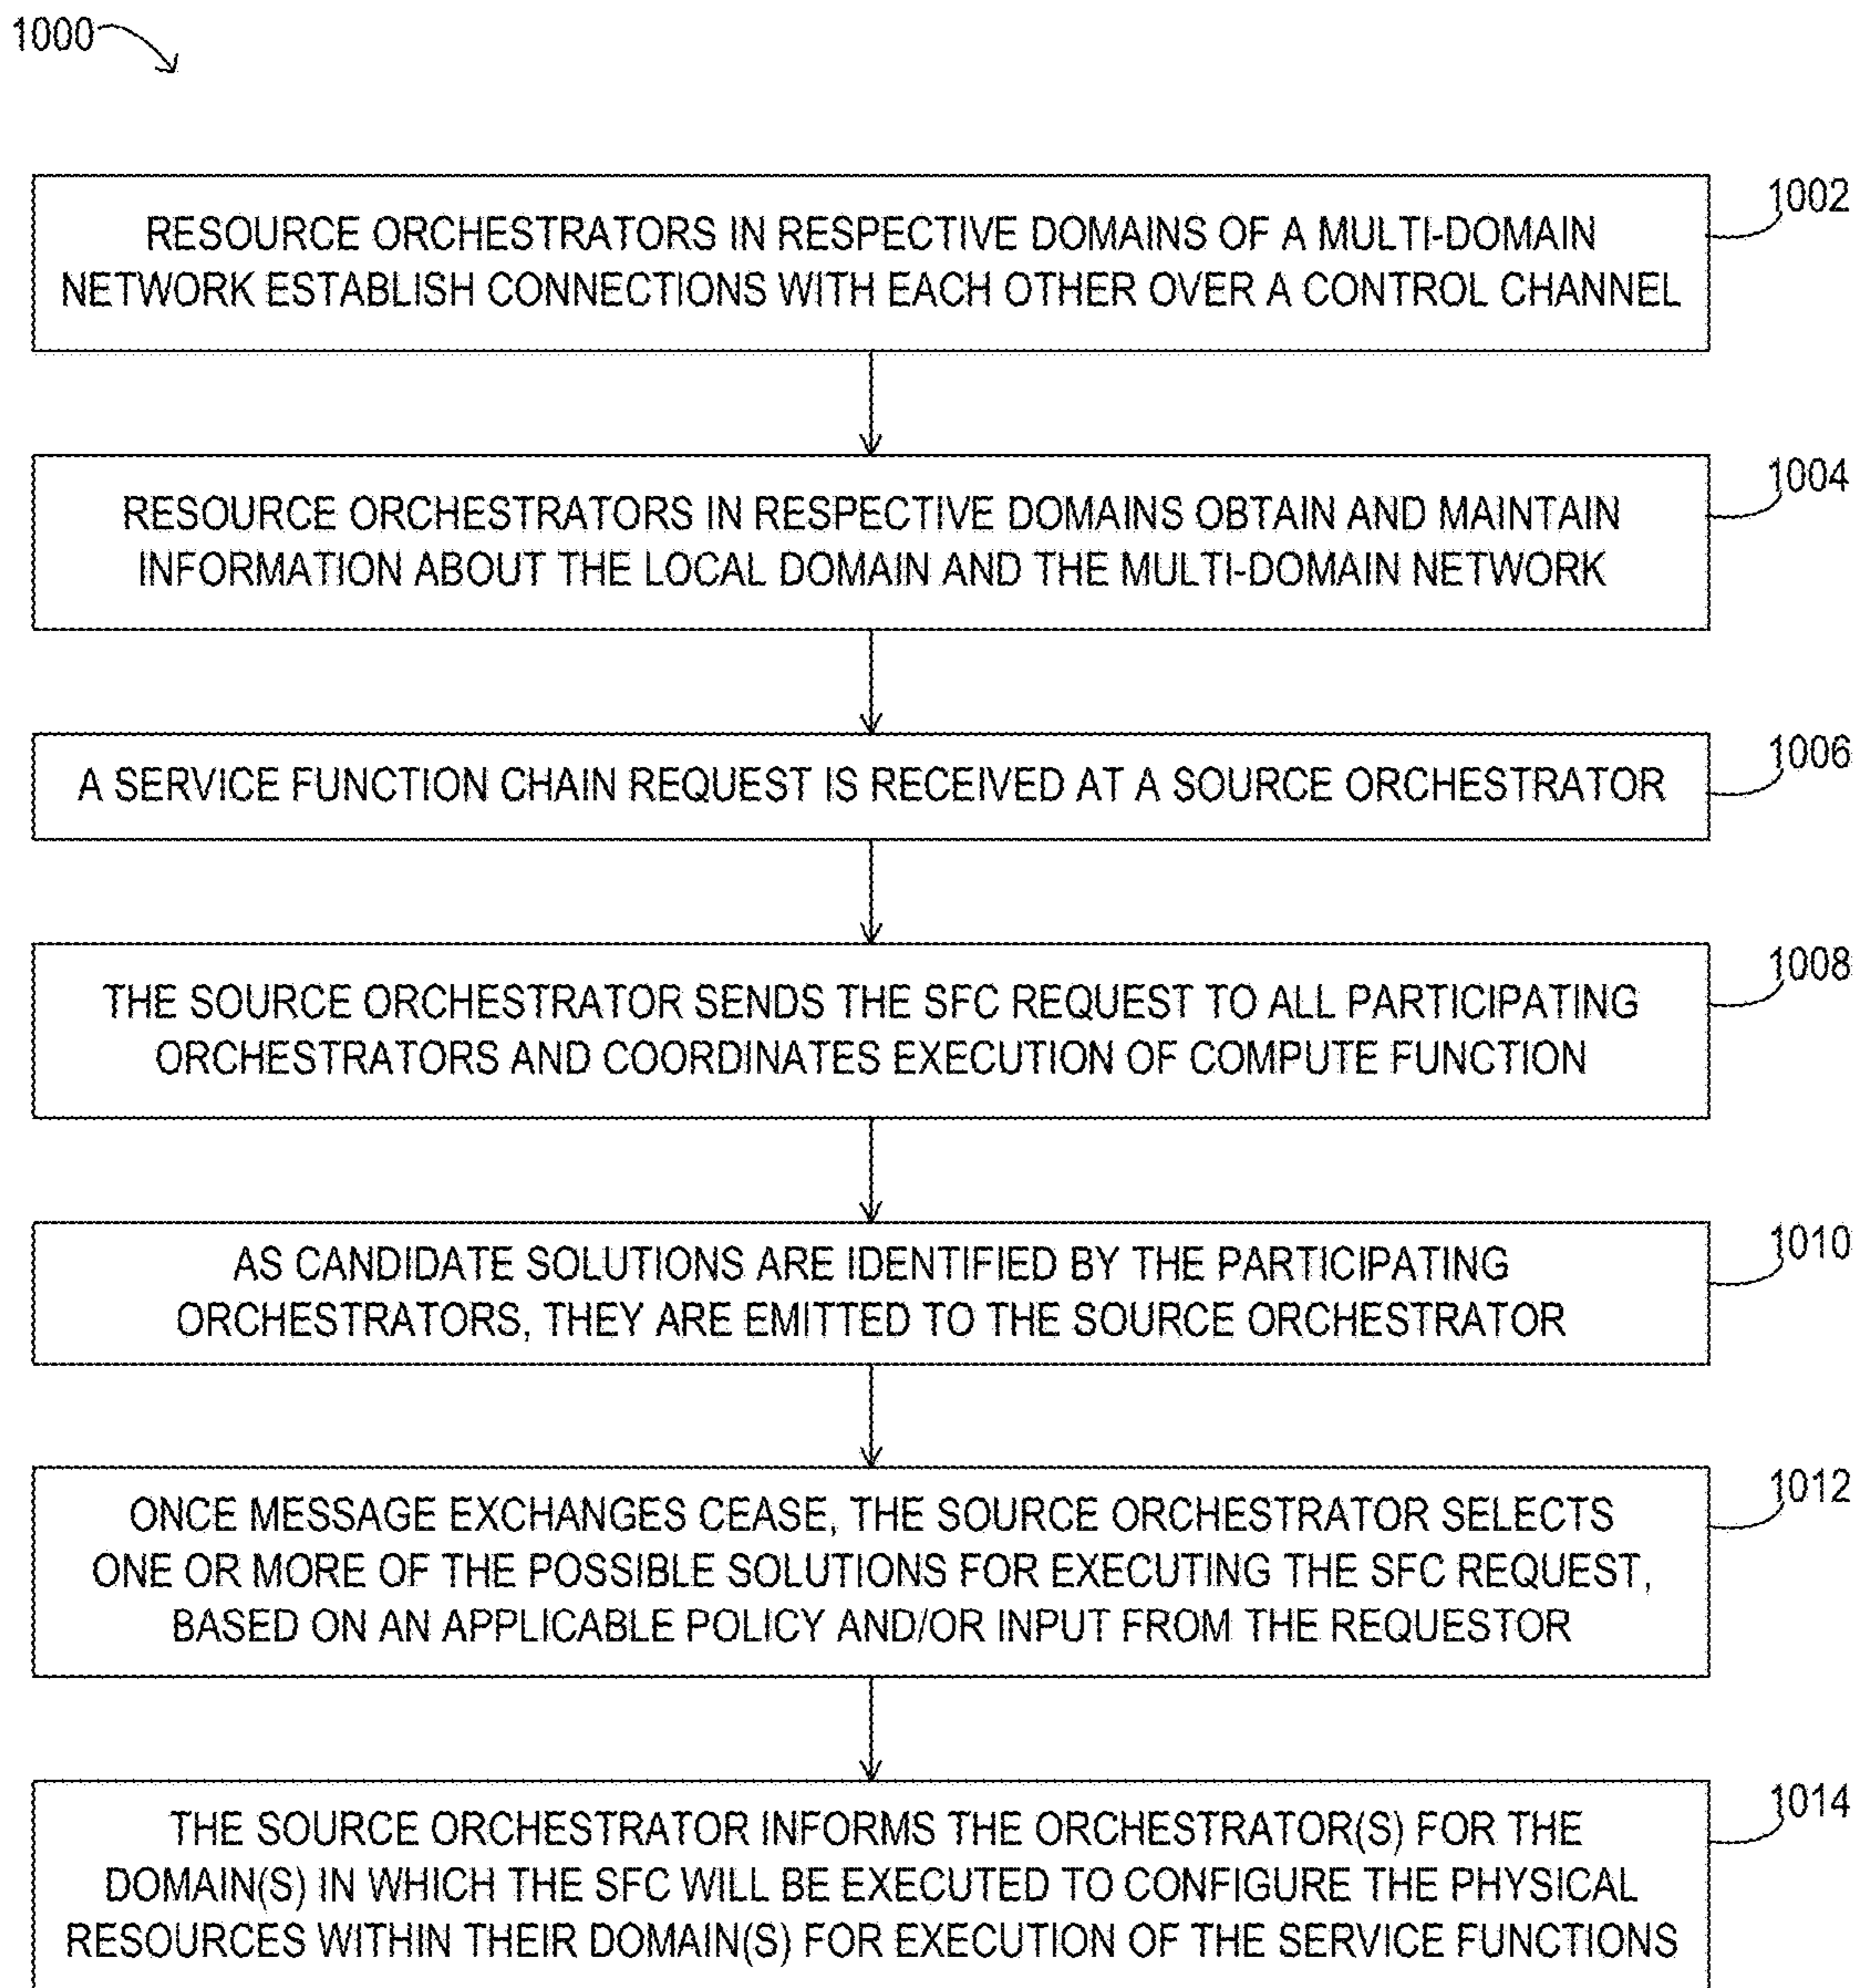 1000
1002
RESOURCE ORCHESTRATORS IN RESPECTIVE DOMAINS OF A MULTI-DOMAIN
NETWORK ESTABLISH CONNECTIONS WITH EACH OTHER OVER A CONTROL CHANNEL
1004
RESOURCE ORCHESTRATORS IN RESPECTIVE DOMAINS OBTAIN AND MAINTAIN
INFORMATION ABOUT THE LOCAL DOMAIN AND THE MULTI-DOMAIN NETWORK
1006
A SERVICE FUNCTION CHAIN REQUEST IS RECEIVED AT A SOURCE ORCHESTRATOR
1008
THE SOURCE ORCHESTRATOR SENDS THE SFC REQUEST TO ALL PARTICIPATING
ORCHESTRATORS AND COORDINATES EXECUTION OF COMPUTE FUNCTION
1010
AS CANDIDATE SOLUTIONS ARE IDENTIFIED BY THE PARTICIPATING
ORCHESTRATORS, THEY ARE EMITTED TO THE SOURCE ORCHESTRATOR
1012
ONCE MESSAGE EXCHANGES CEASE, THE SOURCE ORCHESTRATOR SELECTS
ONE OR MORE OF THE POSSIBLE SOLUTIONS FOR EXECUTING THE SFC REQUEST,
BASED ON AN APPLICABLE POLICY AND/OR INPUT FROM THE REQUESTOR
1014
THE SOURCE ORCHESTRATOR INFORMS THE ORCHESTRATOR(S) FOR THE
DOMAIN(S) IN WHICH THE SFC WILL BE EXECUTED TO CONFIGURE THE PHYSICAL
RESOURCES WITHIN THEIR DOMAIN(S) FOR EXECUTION OF THE SERVICE FUNCTIONS